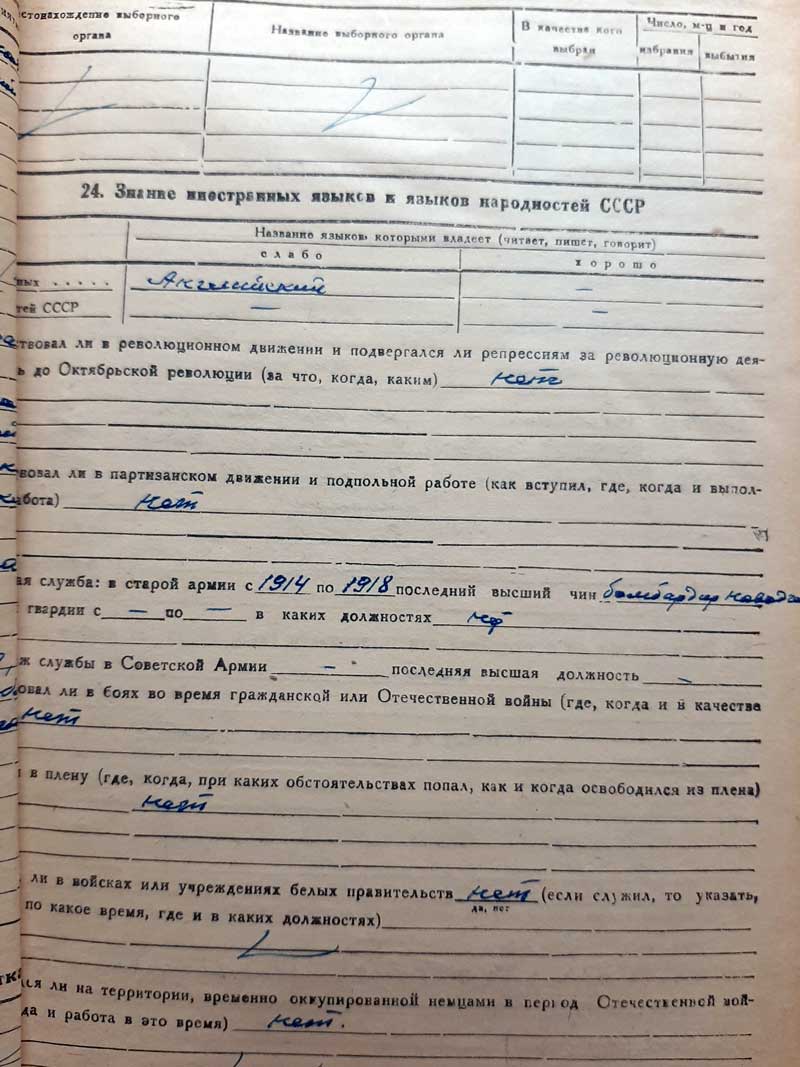 стонахождение выборного органа
Название выборного органа
В качестве кого выбран
Число, м-ц и год
избрания
выбытия
24. Знание иностранных языков и языков народностей СССР
Название языков, которыми владеет (читает, пишет, говорит)
слабо
хорошо
ных . . . . . Английский —
тей СССР — —
ствовал ли в революционном движении и подвергался ли репрессиям за революционную дея-
ь до Октябрьской революции (за что, когда, каким) нет
вовал ли в партизанском движении и подпольной работе (как вступил, где, когда и выпол-
абота) нет
ая служба: в старой армии с 1914 по 1918 последний высший чин бомбардир наводч
гвардии с — по — в каких должностях
ж службы в Советской Армии — последняя высшая должность —
овал ли в боях во время гражданской или Отечественной войны (где, когда и в качестве
нет
в плену (где, когда, при каких обстоятельствах попал, как и когда освободился из плена)
нет
ли в войсках или учреждениях белых правительств нет (если служил, то указать,
да, нет
по какое время, где и в каких должностях)
ся ли на территории, временно оккупированной немцами в период Отечественной вой-
да и работа в это время) нет.